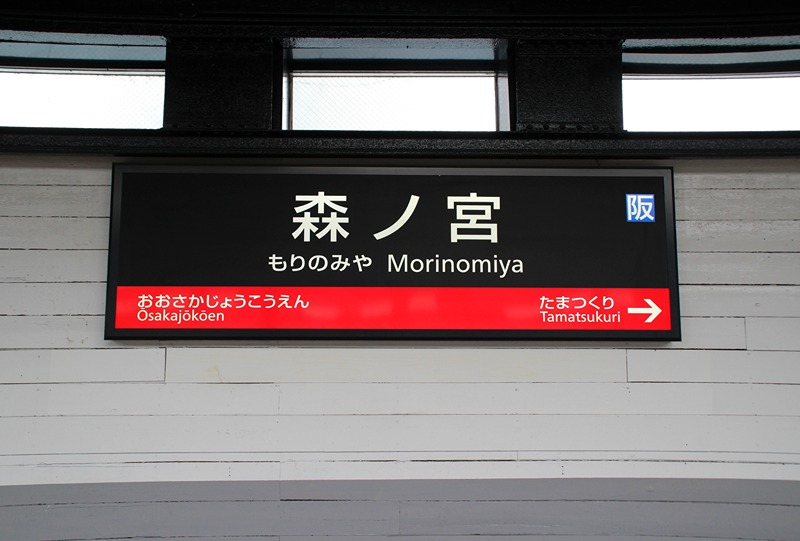 森ノ宮
阪
もりのみや Morinomiya
おおさかじょうこうえん
Ōsakajōkōen
たまつくり
Tamatsukuri
→